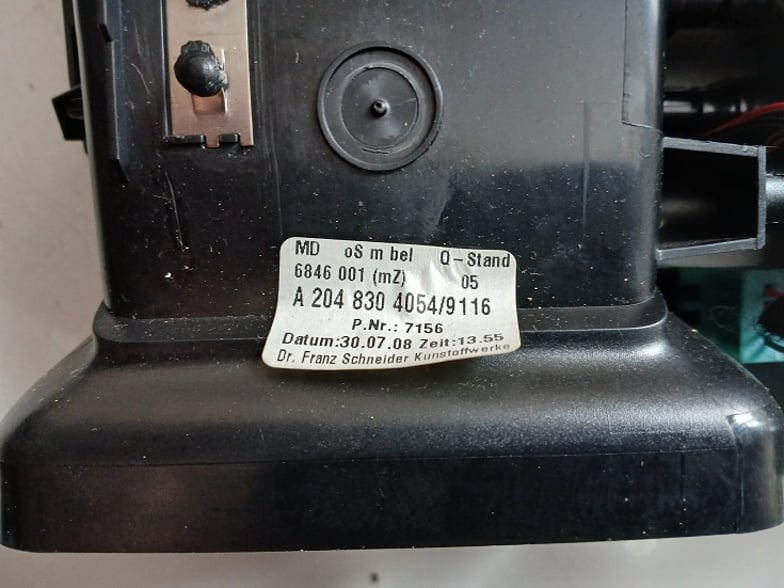 MD oS m bel Q-Stand
6846 001 (mZ) 05
A 204 830 4054/9116
P.Nr.: 7156
Datum:30.07.08 Zeit:13.55
Dr. Franz Schneider Kunstoffwerke